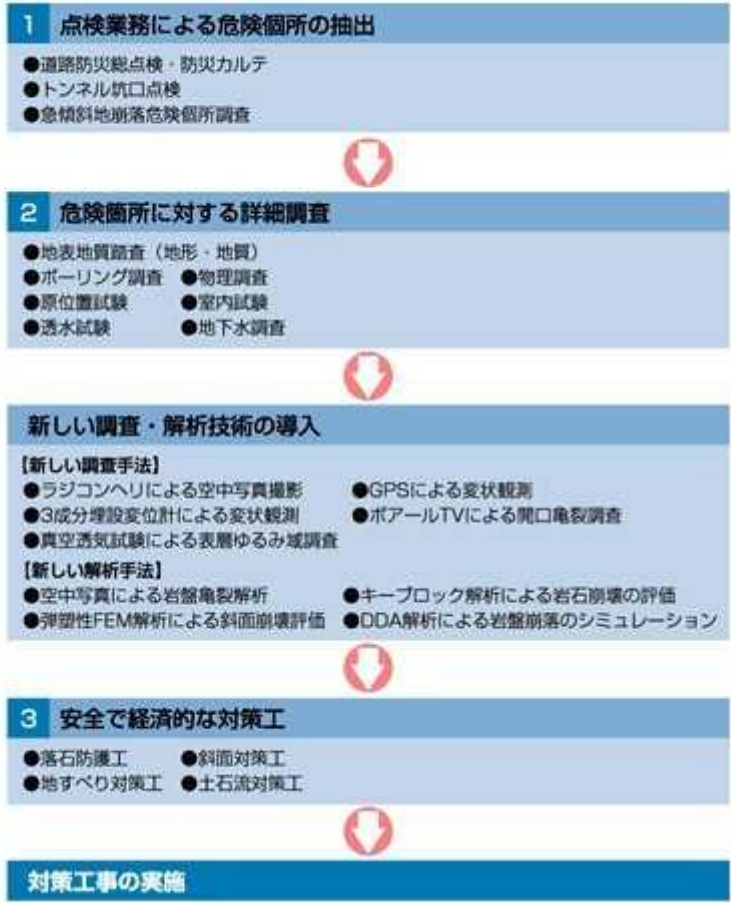 1 点検業務による危険個所の抽出
●道路防災総点検・防災カルテ
●トンネル坑口点検
●急傾斜地崩落危険個所調査
2 危険箇所に対する詳細調査
●地表地質踏査（地形・地質）
●ボーリング調査 ●物理調査
●原位置試験 ●室内試験
●透水試験 ●地下水調査
新しい調査・解析技術の導入
【新しい調査手法】
●ラジコンヘリによる空中写真撮影 ●GPSによる変状観測
●3成分埋設変位計による変状観測 ●ボアールTVによる開口亀裂調査
●真空透気試験による表層ゆるみ域調査
【新しい解析手法】
●空中写真による岩盤亀裂解析 ●キーブロック解析による岩石崩壊の評価
●弾塑性FEM解析による斜面崩壊評価 ●DDA解析による岩盤崩落のシミュレーション
3 安全で経済的な対策工
●落石防護工 ●斜面対策工
●地すべり対策工 ●土石流対策工
対策工事の実施